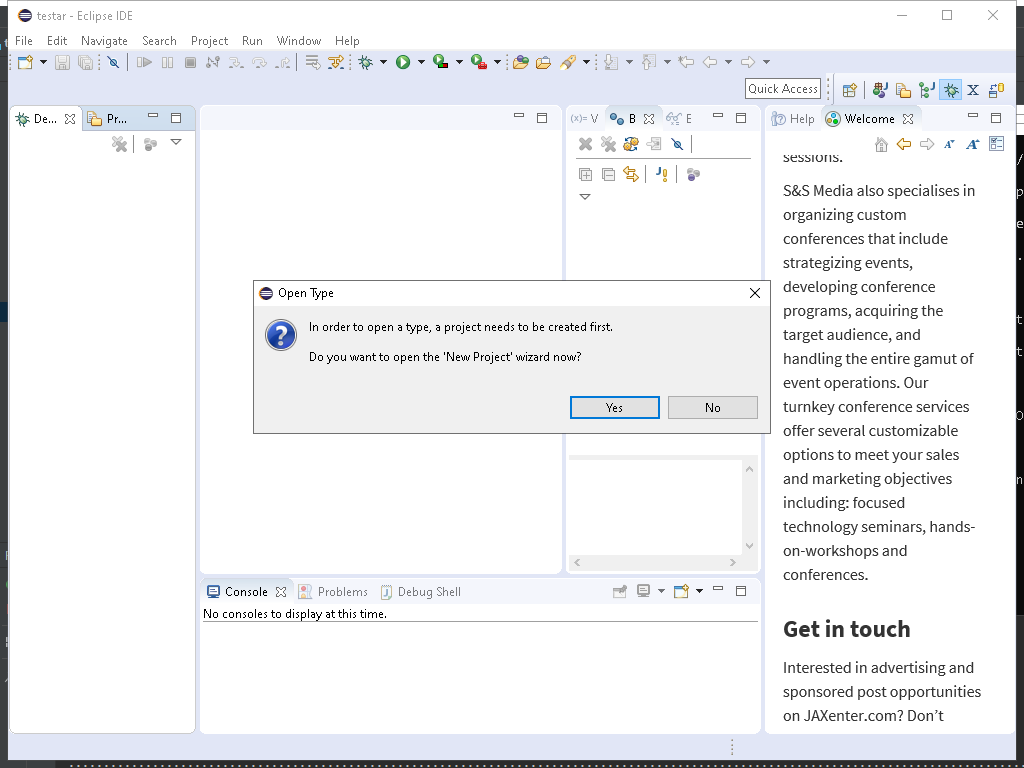 testar - Eclipse IDE
File Edit Navigate Search Project Run Window Help
Quick Access
De... Pr...
(x)= V B E
Help Welcome
sessions.
S&S Media also specialises in
organizing custom
conferences that include
strategizing events,
developing conference
programs, acquiring the
target audience, and
handling the entire gamut of
event operations. Our
turnkey conference services
offer several customizable
options to meet your sales
and marketing objectives
including: focused
technology seminars, hands-
on-workshops and
conferences.
Get in touch
Interested in advertising and
sponsored post opportunities
on JAXenter.com? Don’t
Open Type
In order to open a type, a project needs to be created first.
Do you want to open the 'New Project' wizard now?
Yes No
Console Problems Debug Shell
No consoles to display at this time.